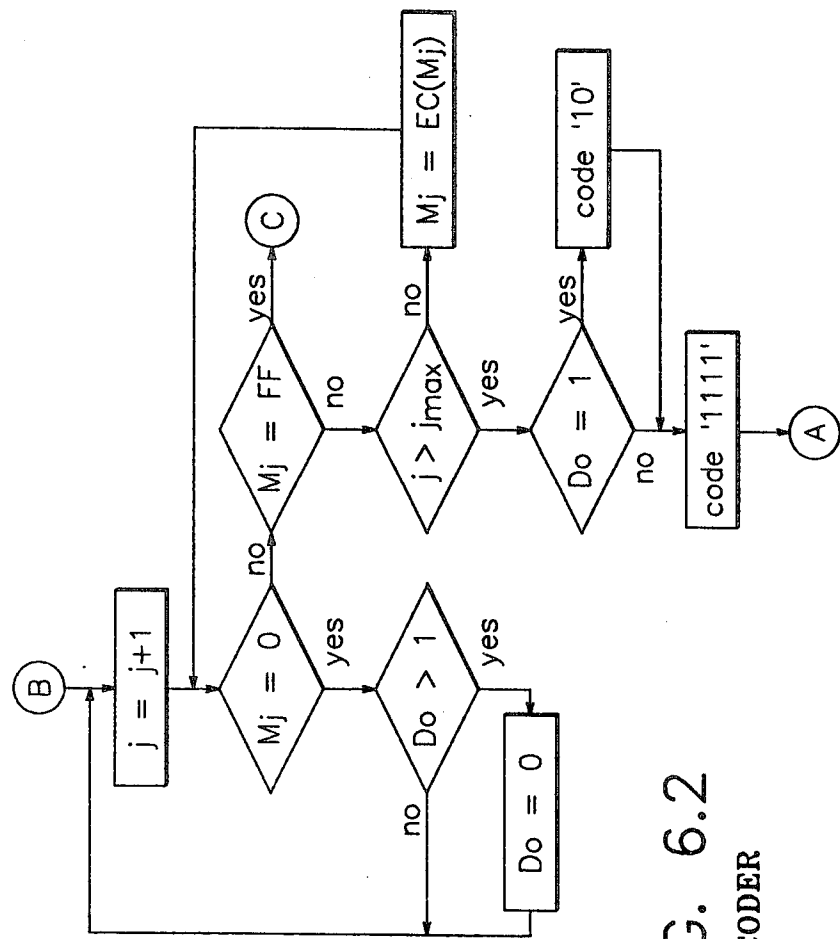 B
j = j+1
Mj = 0
no
yes
Mj = FF
yes
C
no
Do > 1
no
yes
Do = 0
j > jmax
no
yes
Mj = EC(Mj)
Do = 1
yes
no
code '10'
code '1111'
A
G. 6.2
CODER